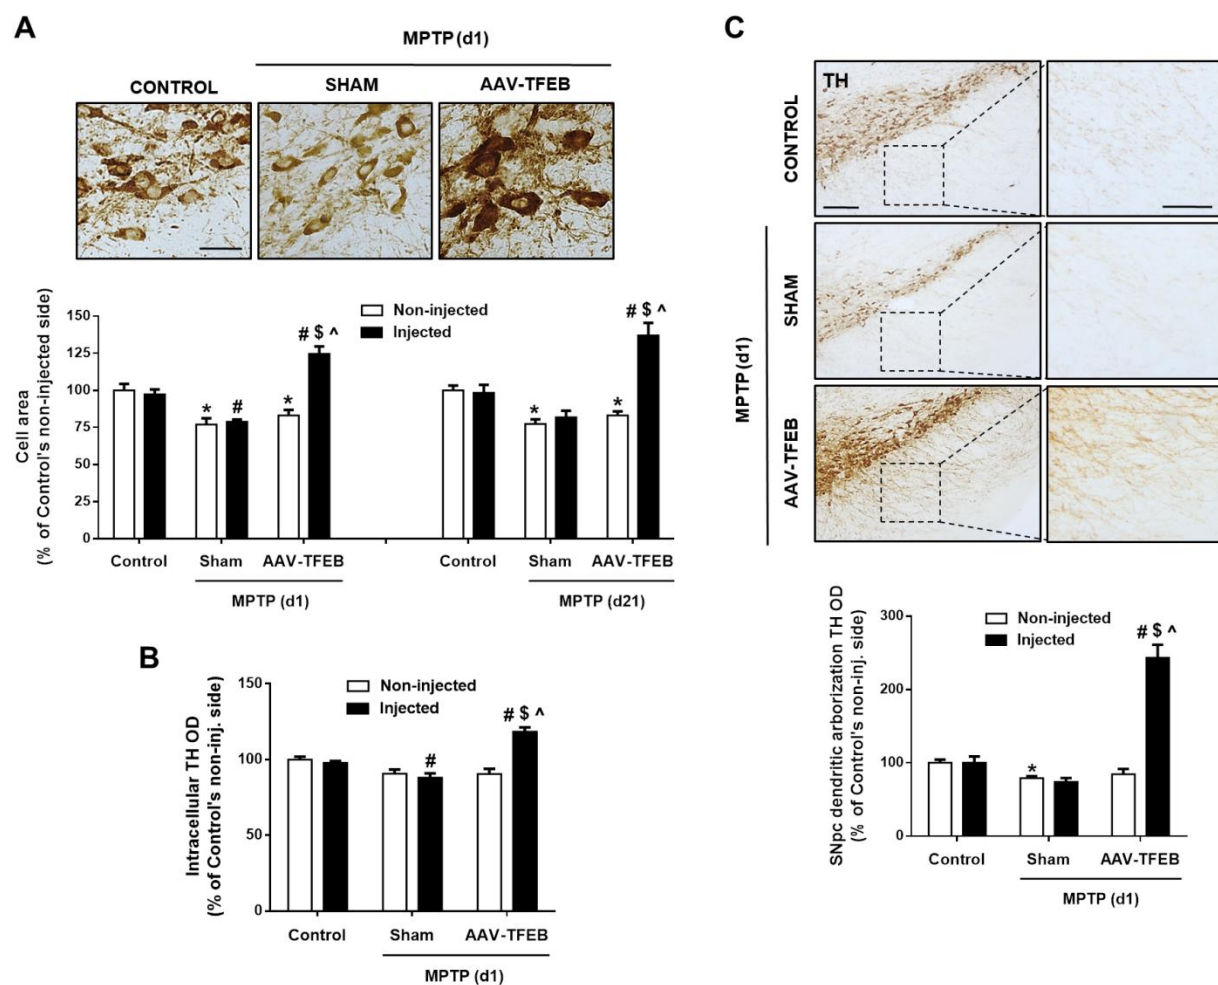 A
MPTP (d1)
CONTROL
SHAM
AAV-TFEB
Cell area
(% of Control's non-injected side)
150
125
100
75
50
25
0
Non-injected
Injected
*
#
*
# $ ^
*
*
# $ ^
Control
Sham
AAV-TFEB
Control
Sham
AAV-TFEB
MPTP (d1)
MPTP (d21)
B
Intracellular TH OD
(% of Control's non-inj. side)
150
100
50
0
Non-injected
Injected
#
# $ ^
Control
Sham
AAV-TFEB
MPTP (d1)
C
TH
CONTROL
MPTP (d1)
SHAM
AAV-TFEB
SNpc dendritic arborization TH OD
(% of Control's non-inj. side)
300
200
100
0
Non-injected
Injected
*
# $ ^
Control
Sham
AAV-TFEB
MPTP (d1)